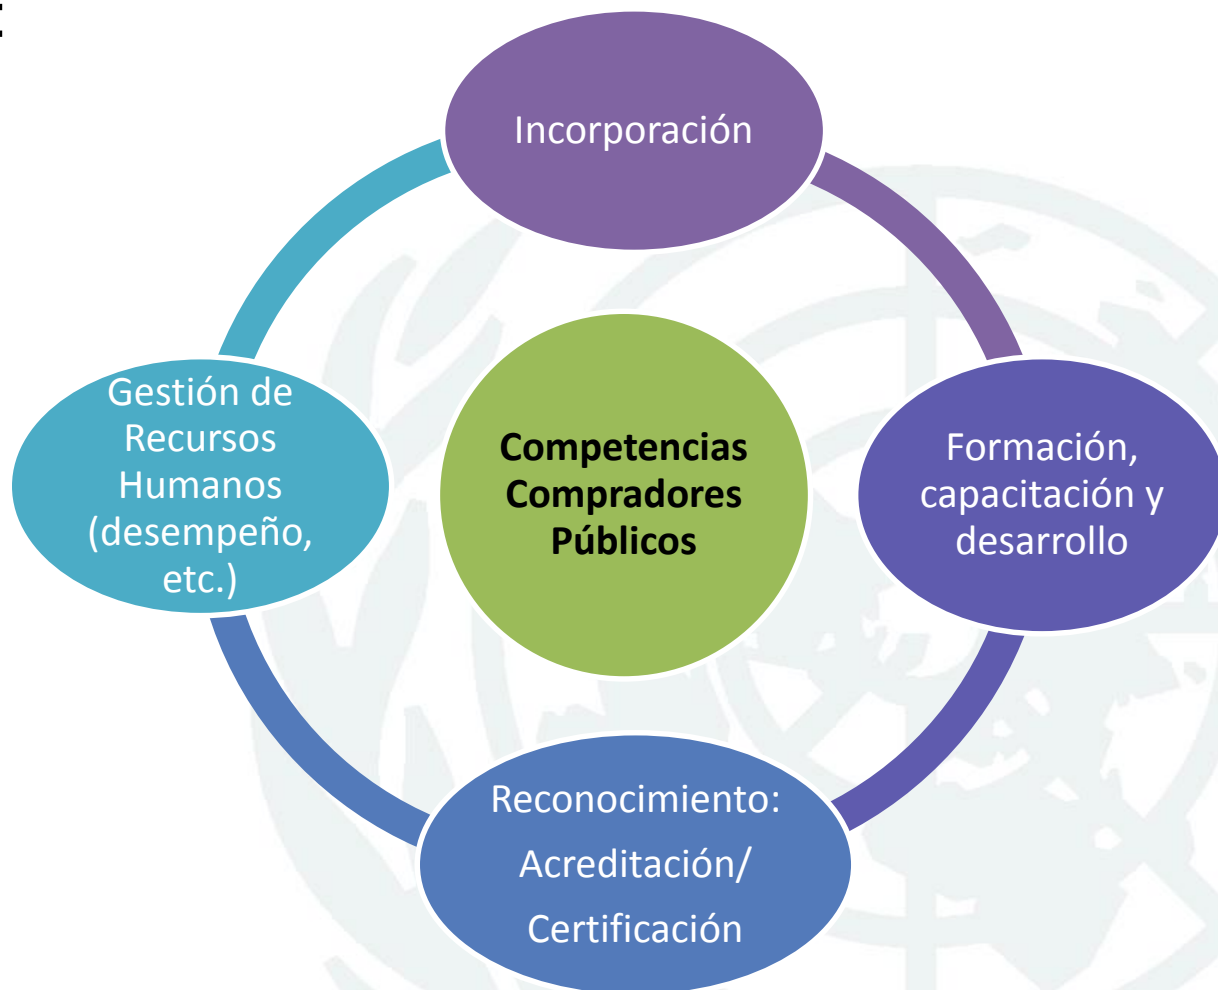 Incorporación
Gestión de
Recursos
Humanos
(desempeño,
etc.)
Competencias
Compradores
Públicos
Formación,
capacitación y
desarrollo
Reconocimiento:
Acreditación/
Certificación